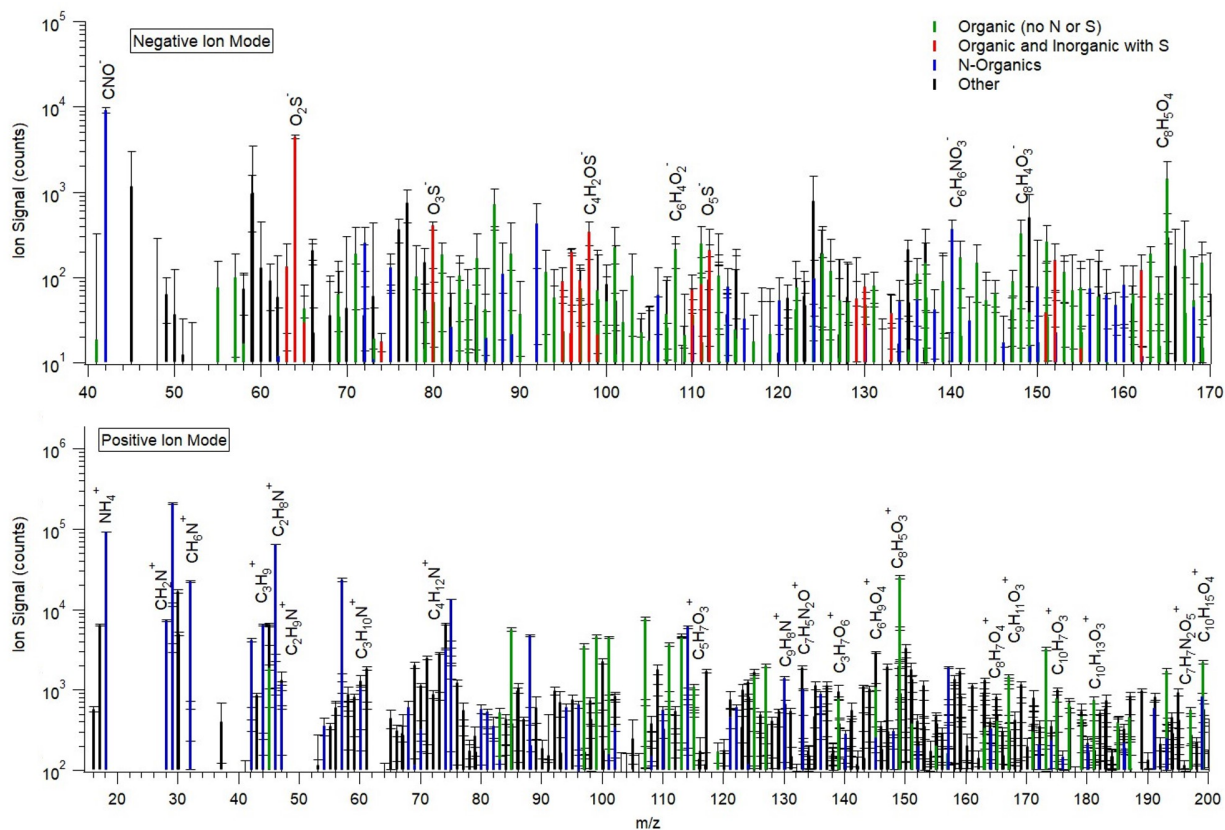 Negative Ion Mode
Organic (no N or S)
Organic and Inorganic with S
N-Organics
Other
Ion Signal (counts)
10⁵
10⁴
10³
10²
10¹
CNO⁻
O₂S⁻
O₃S⁻
C₄H₂OS⁻
C₆H₄O₂⁻
O₅S⁻
C₆H₆NO₃⁻
C₈H₄O₃⁻
C₈H₅O₄
40 50 60 70 80 90 100 110 120 130 140 150 160 170
Positive Ion Mode
Ion Signal (counts)
10⁶
10⁵
10⁴
10³
10²
NH₄⁺
CH₂N⁺
CH₆N⁺
C₃H₉⁺
C₂H₈N⁺
C₂H₉N⁺
C₃H₁₀N⁺
C₄H₁₂N⁺
C₅H₇O₃⁺
C₉H₈N⁺
C₇H₅N₂O⁺
C₃H₇O₆⁺
C₆H₉O₄⁺
C₈H₅O₃⁺
C₈H₇O₄⁺
C₉H₁₁O₃⁺
C₁₀H₇O₃⁺
C₁₀H₁₃O₃⁺
C₇H₇N₂O₅⁺
C₁₀H₁₅O₄⁺
20 30 40 50 60 70 80 90 100 110 120 130 140 150 160 170 180 190 200
m/z